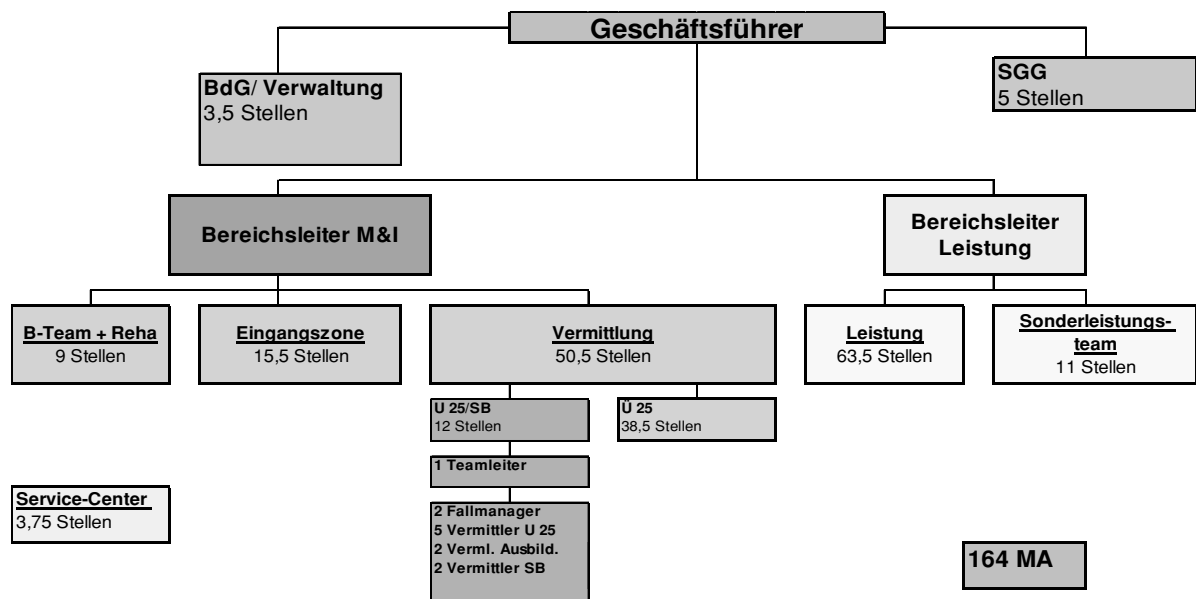 Geschäftsführer
BdG/ Verwaltung
3,5 Stellen
SGG
5 Stellen
Bereichsleiter M&I
Bereichsleiter
Leistung
B-Team + Reha
9 Stellen
Eingangszone
15,5 Stellen
Vermittlung
50,5 Stellen
Leistung
63,5 Stellen
Sonderleistungs-
team
11 Stellen
U 25/SB
12 Stellen
Ü 25
38,5 Stellen
1 Teamleiter
Service-Center
3,75 Stellen
2 Fallmanager
5 Vermittler U 25
2 Verml. Ausbild.
2 Vermittler SB
164 MA